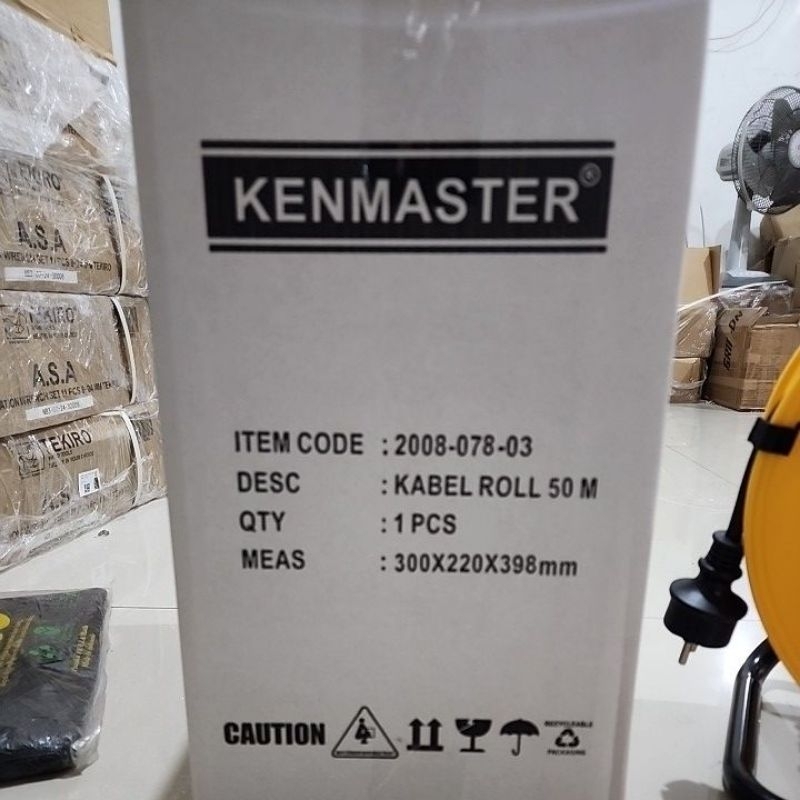 KENMASTER®
ITEM CODE : 2008-078-03
DESC : KABEL ROLL 50 M
QTY : 1 PCS
MEAS : 300X220X398mm
CAUTION
RECYCLEABLE
PACKAGING
TEKIRO
A.S.A
TEKIRO
A.S.A
TEKIRO
A.S